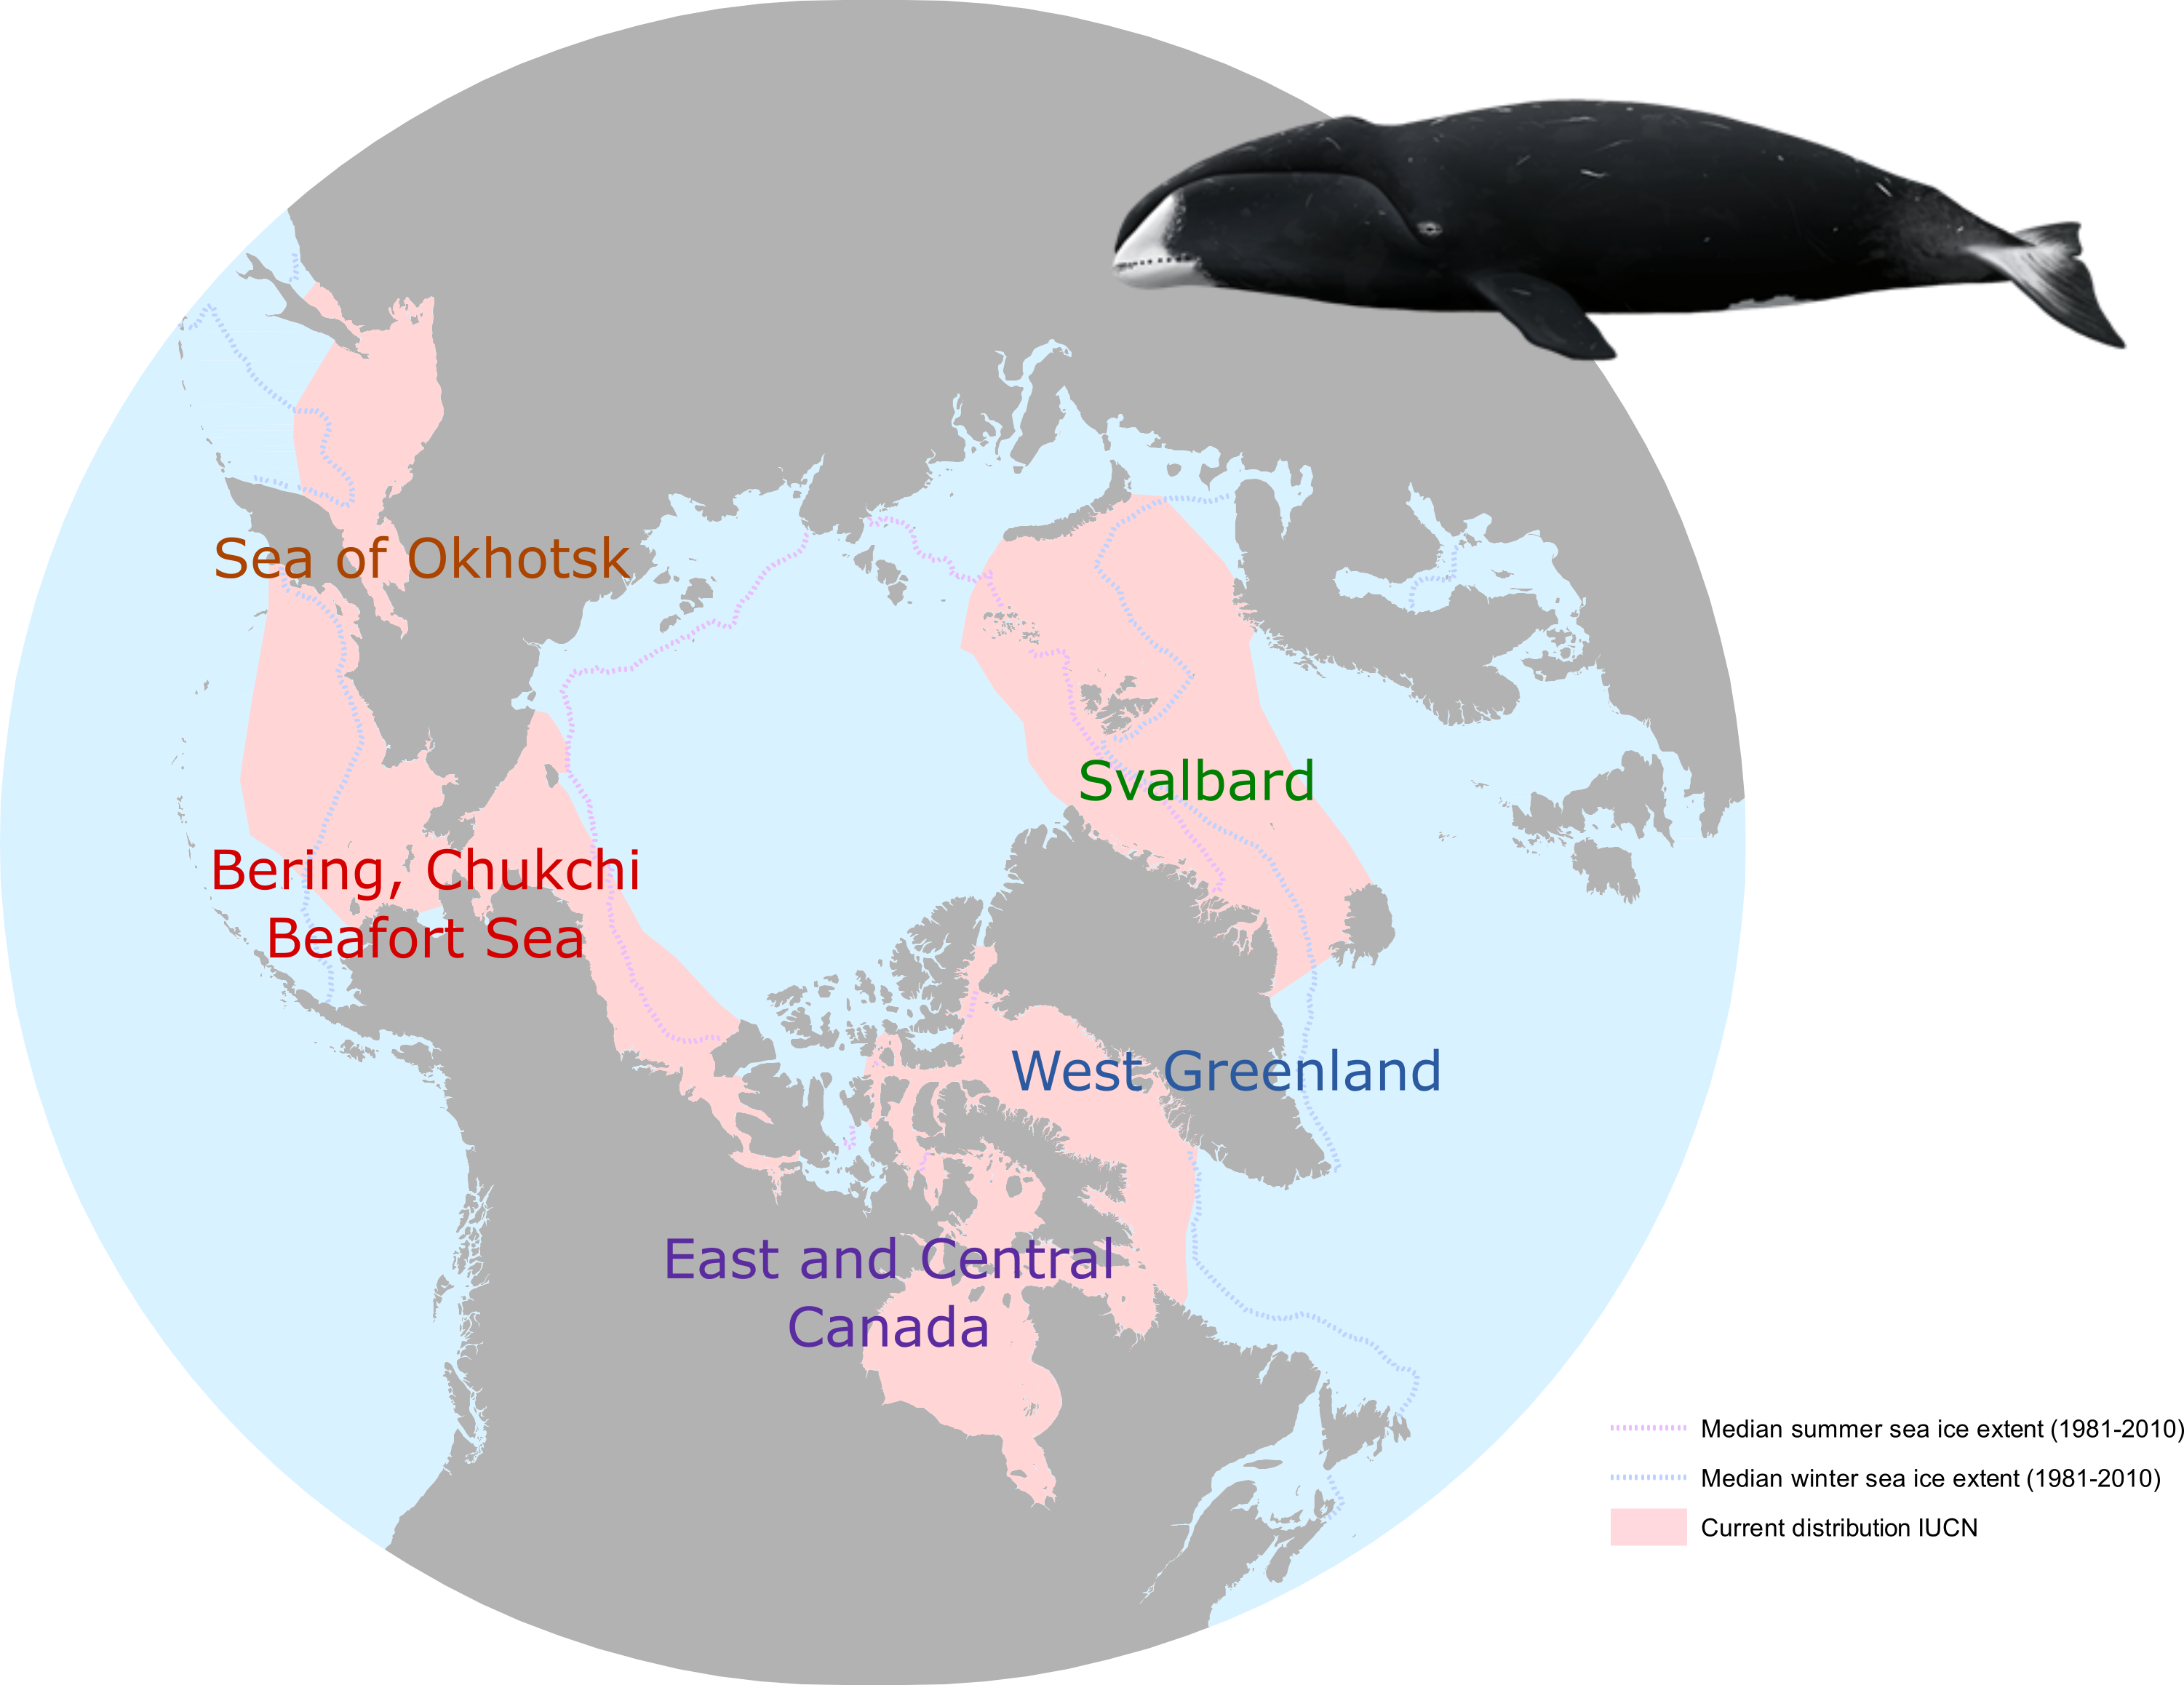 Sea of Okhotsk
Svalbard
Bering, Chukchi
Beafort Sea
West Greenland
East and Central
Canada
Median summer sea ice extent (1981-2010)
Median winter sea ice extent (1981-2010)
Current distribution IUCN